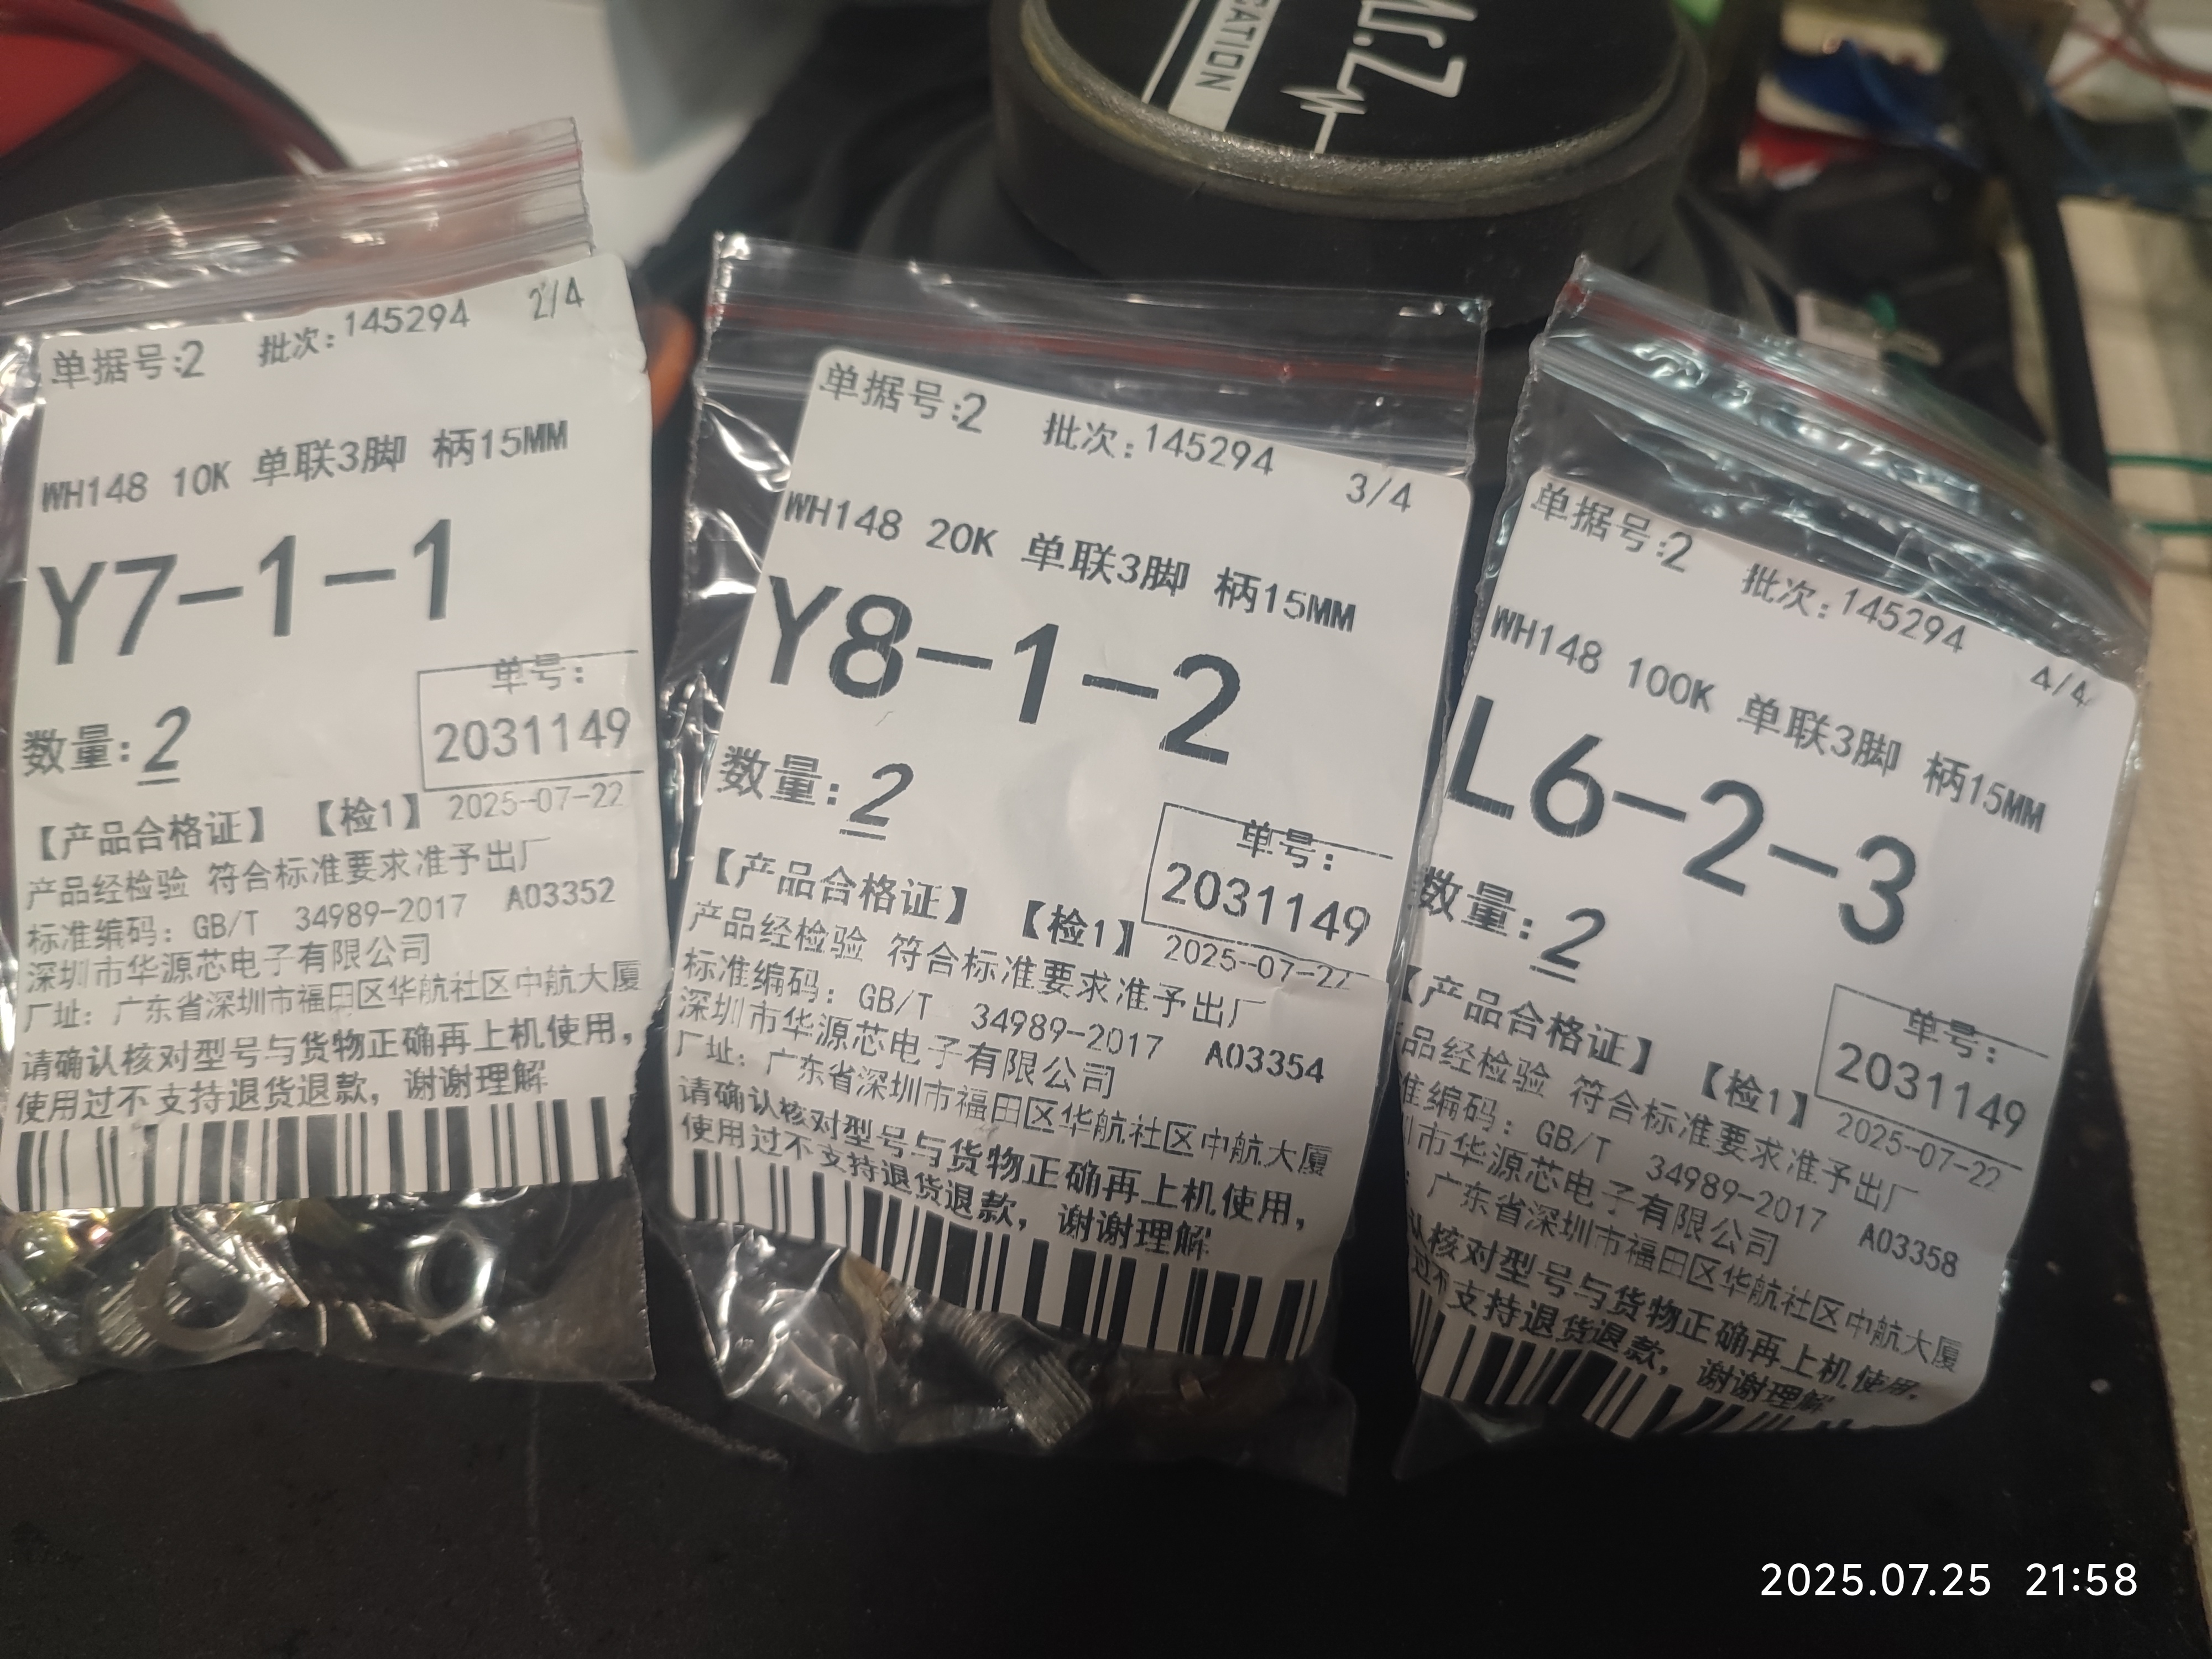 CATION
Mr.Z
单据号:2 批次:145294 2/4
WH148 10K 单联3脚 柄15MM
Y7-1-1
单号:
数量:2 2031149
【产品合格证】 【检1】 2025-07-22
产品经检验 符合标准要求准予出厂
标准编码: GB/T 34989-2017 A03352
深圳市华源芯电子有限公司
厂址: 广东省深圳市福田区华航社区中航大厦
请确认核对型号与货物正确再上机使用,
使用过不支持退货退款, 谢谢理解
单据号:2 批次:145294 3/4
WH148 20K 单联3脚 柄15MM
Y8-1-2
数量:2
单号:
2031149
【产品合格证】 【检1】 2025-07-22
产品经检验 符合标准要求准予出厂
标准编码: GB/T 34989-2017 A03354
深圳市华源芯电子有限公司
厂址: 广东省深圳市福田区华航社区中航大厦
请确认核对型号与货物正确再上机使用,
使用过不支持退货退款, 谢谢理解
单据号:2 批次:145294 4/4
WH148 100K 单联3脚 柄15MM
L6-2-3
数量:2
单号:
2031149
【产品合格证】 【检1】 2025-07-22
品经检验 符合标准要求准予出厂
准编码: GB/T 34989-2017 A03358
市华源芯电子有限公司
: 广东省深圳市福田区华航社区中航大厦
认核对型号与货物正确再上机使用,
过不支持退货退款, 谢谢理解
2025.07.25 21:58